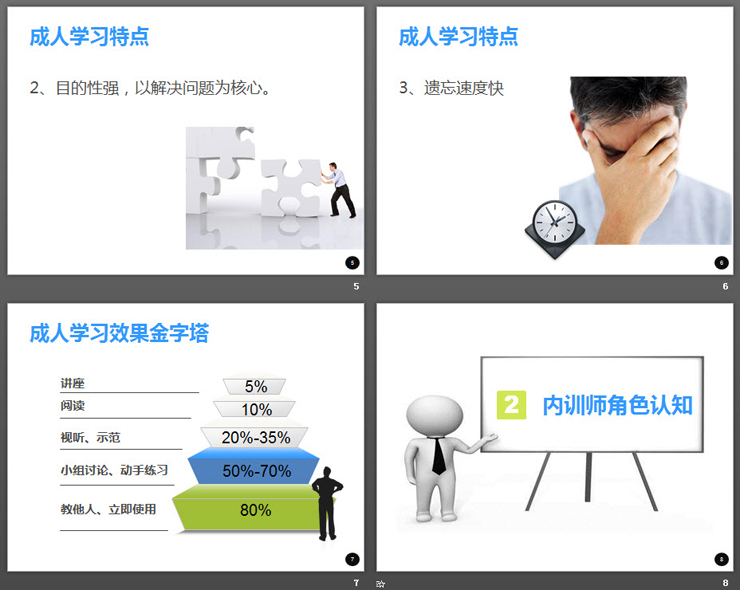 成人学习特点
2、目的性强，以解决问题为核心。
5
5
成人学习特点
3、遗忘速度快
6
6
成人学习效果金字塔
讲座
5%
阅读
10%
视听、示范
20%-35%
小组讨论、动手练习
50%-70%
教他人、立即使用
80%
7
7
2 内训师角色认知
8
8